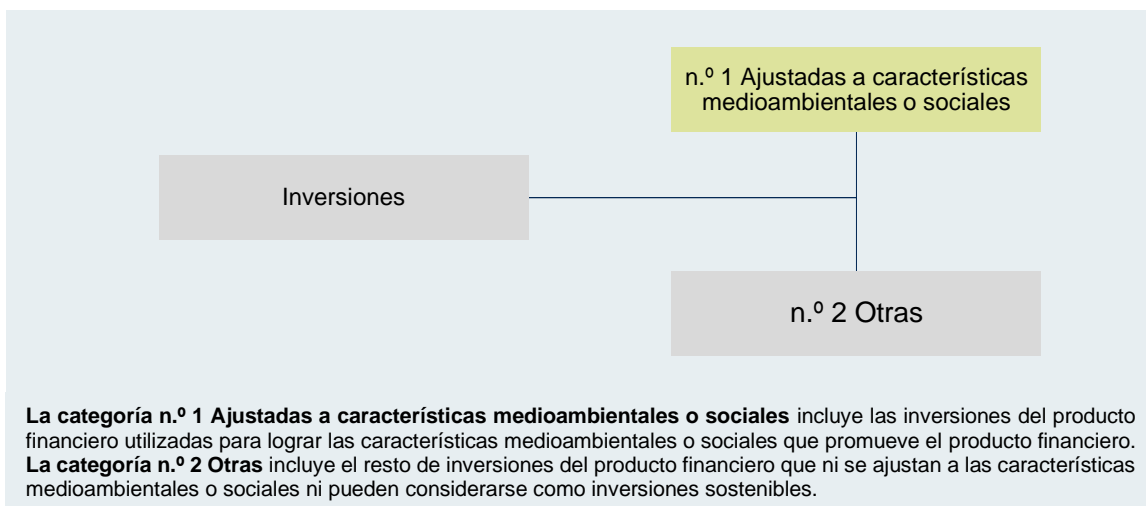 n.º 1 Ajustadas a características
medioambientales o sociales
Inversiones
n.º 2 Otras
La categoría n.º 1 Ajustadas a características medioambientales o sociales incluye las inversiones del producto
financiero utilizadas para lograr las características medioambientales o sociales que promueve el producto financiero.
La categoría n.º 2 Otras incluye el resto de inversiones del producto financiero que ni se ajustan a las características
medioambientales o sociales ni pueden considerarse como inversiones sostenibles.